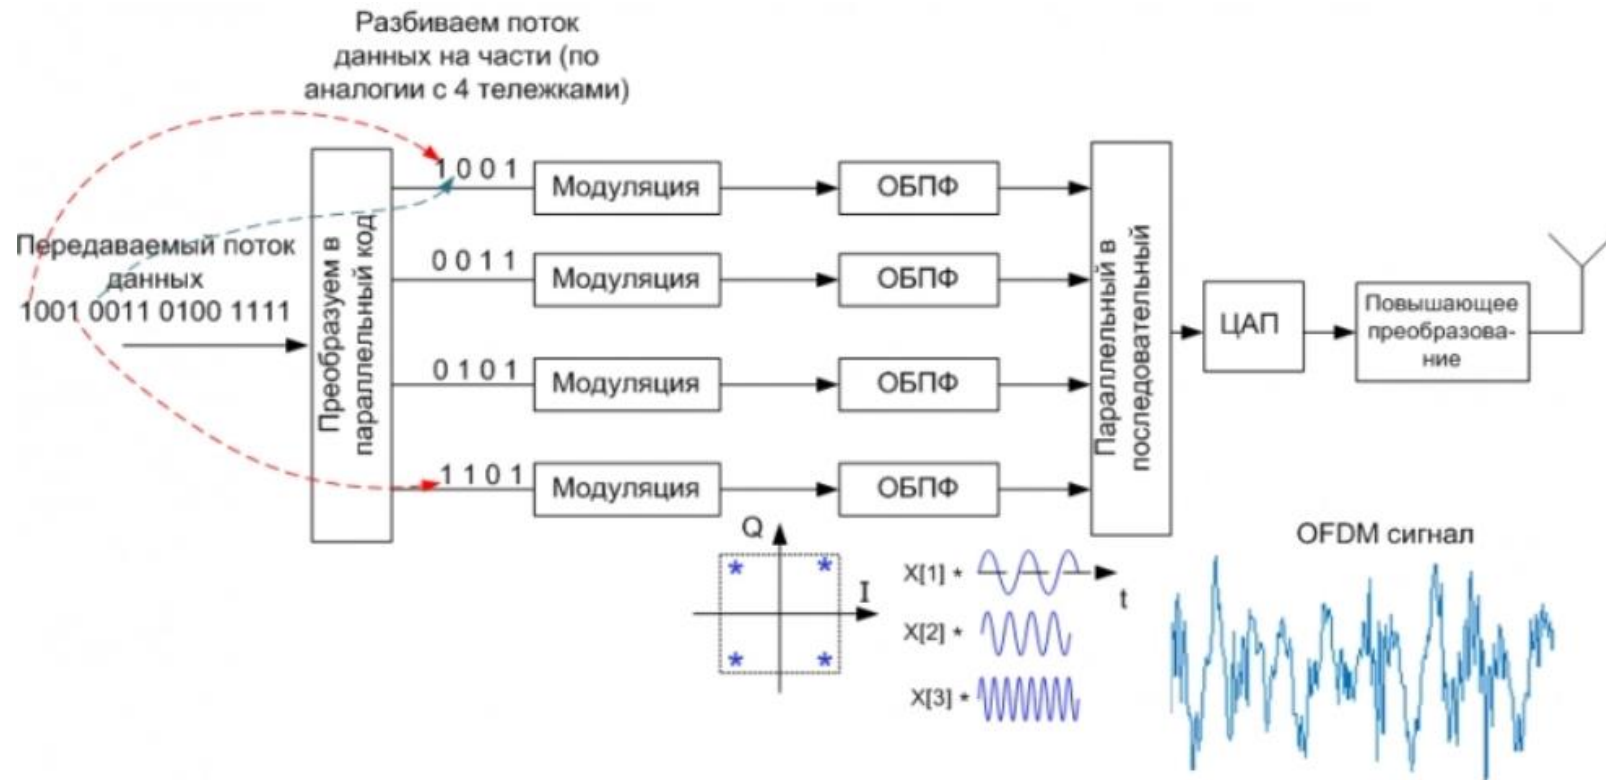 Разбиваем поток
данных на части (по
аналогии с 4 тележками)
Передаваемый поток
данных
1001 0011 0100 1111
Преобразуем в
параллельный код
1 0 0 1
Модуляция
ОБПФ
0 0 1 1
Модуляция
ОБПФ
0 1 0 1
Модуляция
ОБПФ
1 1 0 1
Модуляция
ОБПФ
Параллельный в
последовательный
ЦАП
Повышающее
преобразова-
ние
Q
I
* *
* *
X[1] *
t
X[2] *
X[3] *
OFDM сигнал